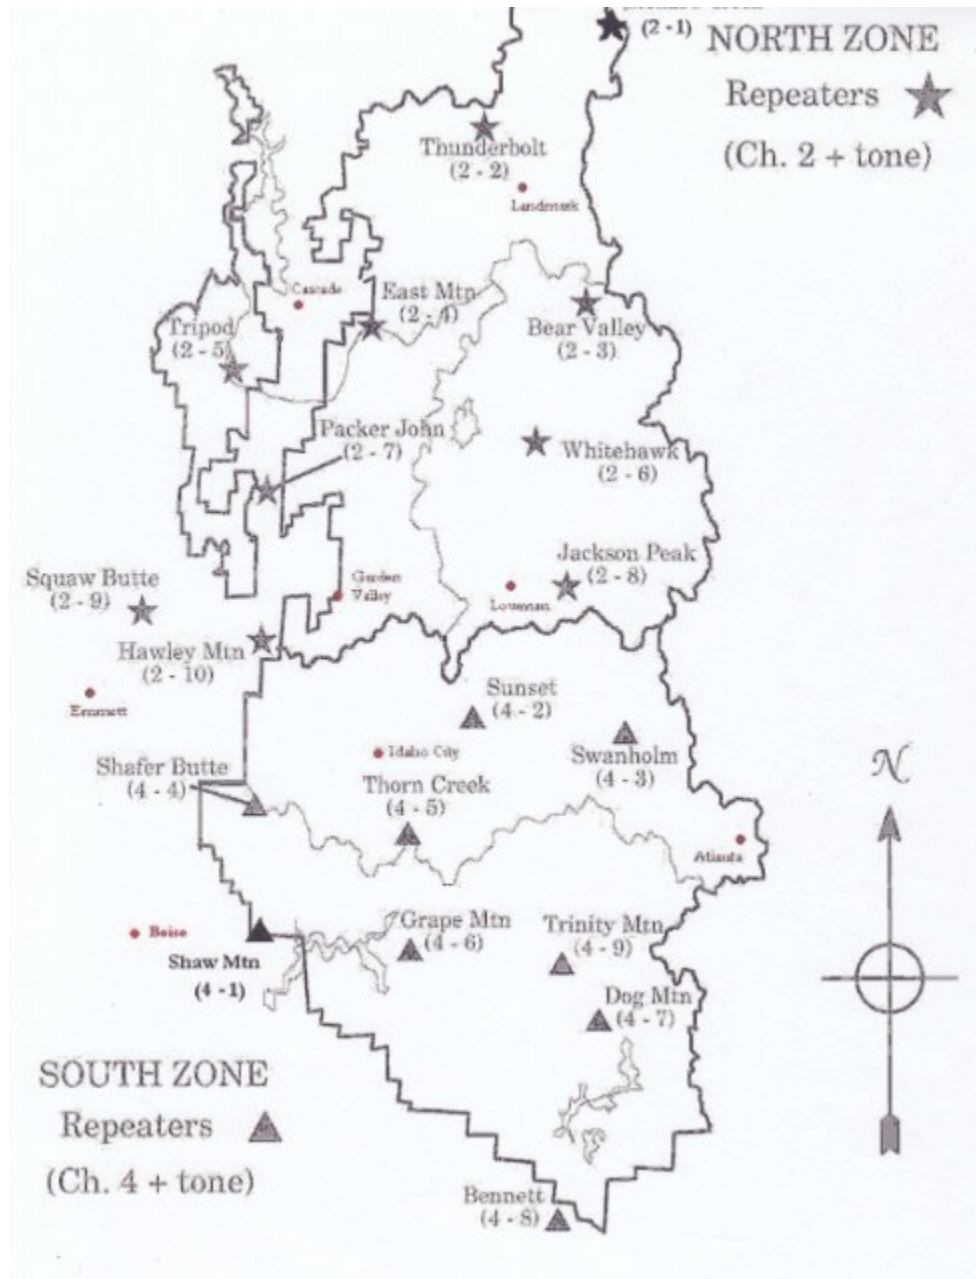 (2 -1)
NORTH ZONE
Repeaters
(Ch. 2 + tone)
Thunderbolt
(2 - 2)
Landmark
Cascade
East Mtn
(2 - 4)
Bear Valley
(2 - 3)
Tripod
(2 - 5)
Packer John
(2 - 7)
Whitehawk
(2 - 6)
Jackson Peak
(2 - 8)
Squaw Butte
(2 - 9)
Garden
Valley
Lowman
Hawley Mtn
(2 - 10)
Emmett
Sunset
(4 - 2)
Idaho City
Swanholm
(4 - 3)
Shafer Butte
(4 - 4)
Thorn Creek
(4 - 5)
N
Atlanta
Boise
Grape Mtn
(4 - 6)
Trinity Mtn
(4 - 9)
Shaw Mtn
(4 -1)
Dog Mtn
(4 - 7)
SOUTH ZONE
Repeaters
(Ch. 4 + tone)
Bennett
(4 - 8)